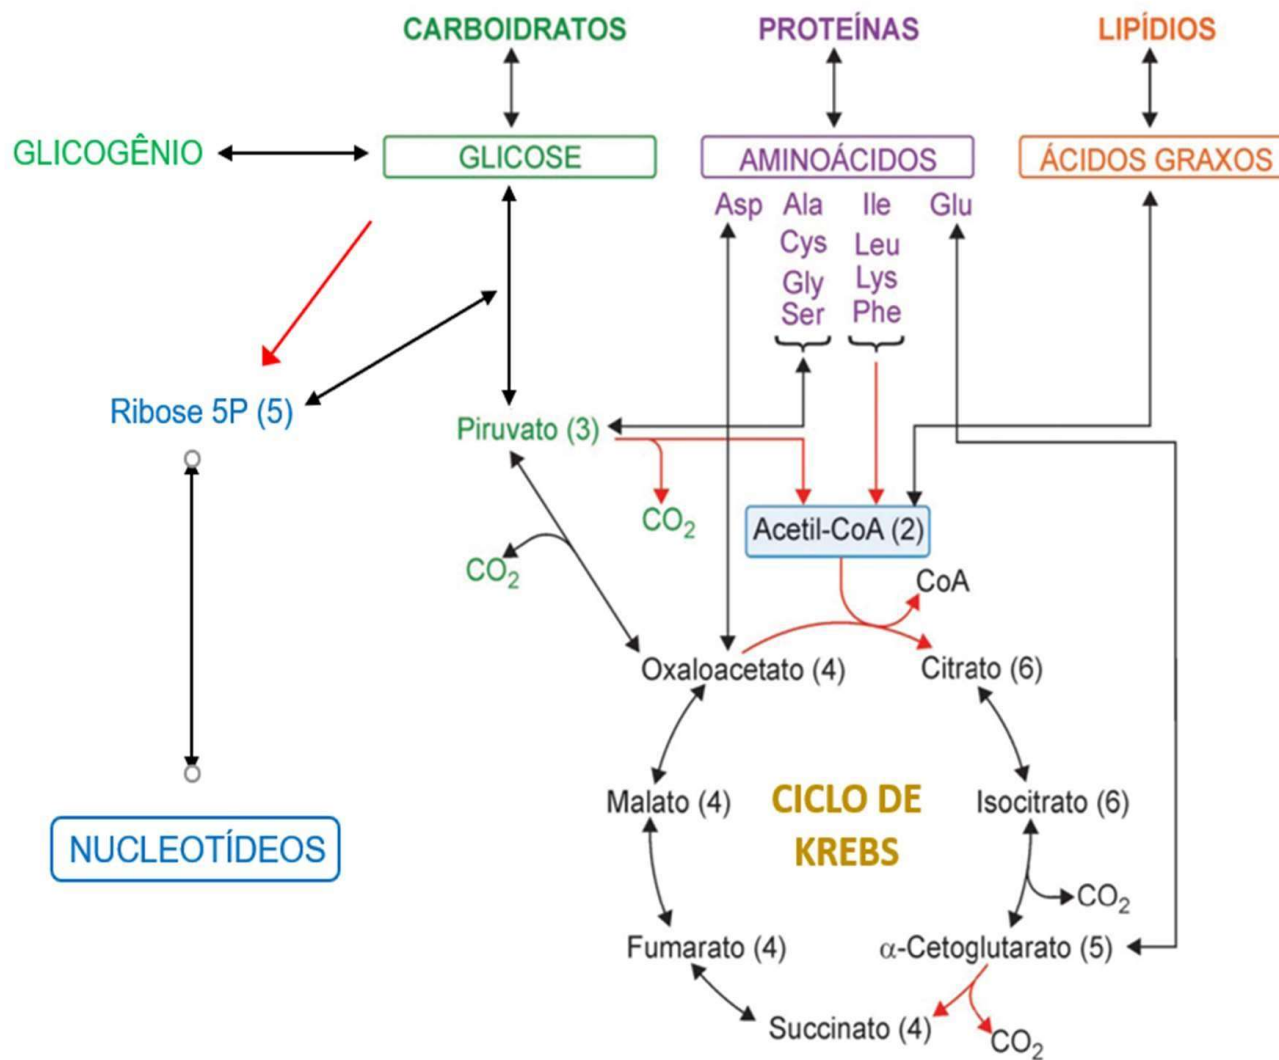 CARBOIDRATOS
PROTEÍNAS
LIPÍDIOS
GLICOGÊNIO
GLICOSE
AMINOÁCIDOS
ÁCIDOS GRAXOS
Asp Ala Ile Glu
Cys Leu
Gly Lys
Ser Phe
Ribose 5P (5)
Piruvato (3)
CO₂
Acetil-CoA (2)
CO₂
CoA
Oxaloacetato (4)
Citrato (6)
Malato (4)
CICLO DE
KREBS
Isocitrato (6)
NUCLEOTÍDEOS
CO₂
Fumarato (4)
α-Cetoglutarato (5)
Succinato (4)
CO₂